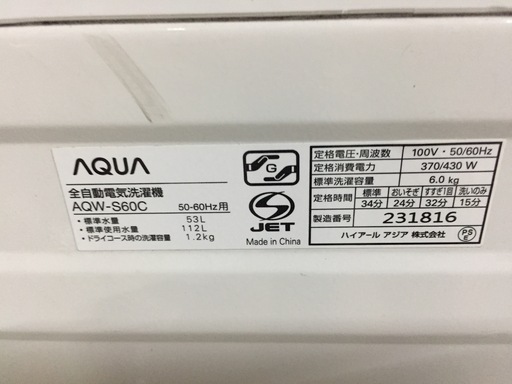 AQUA
全自動電気洗濯機
AQW-S60C 50-60Hz用
・標準水量 53L
・標準使用水量 112L
・ドライコース時の洗濯容量 1.2kg
G
S
JET
Made in China
定格電圧・周波数 100V・50/60Hz
定格消費電力 370/430 W
標準洗濯容量 6.0 kg
定格時間 標準 おいそぎ すすぎ1回 洗いのみ
34分 24分 32分 15分
製造番号 231816
ハイアール アジア 株式会社
PS
E